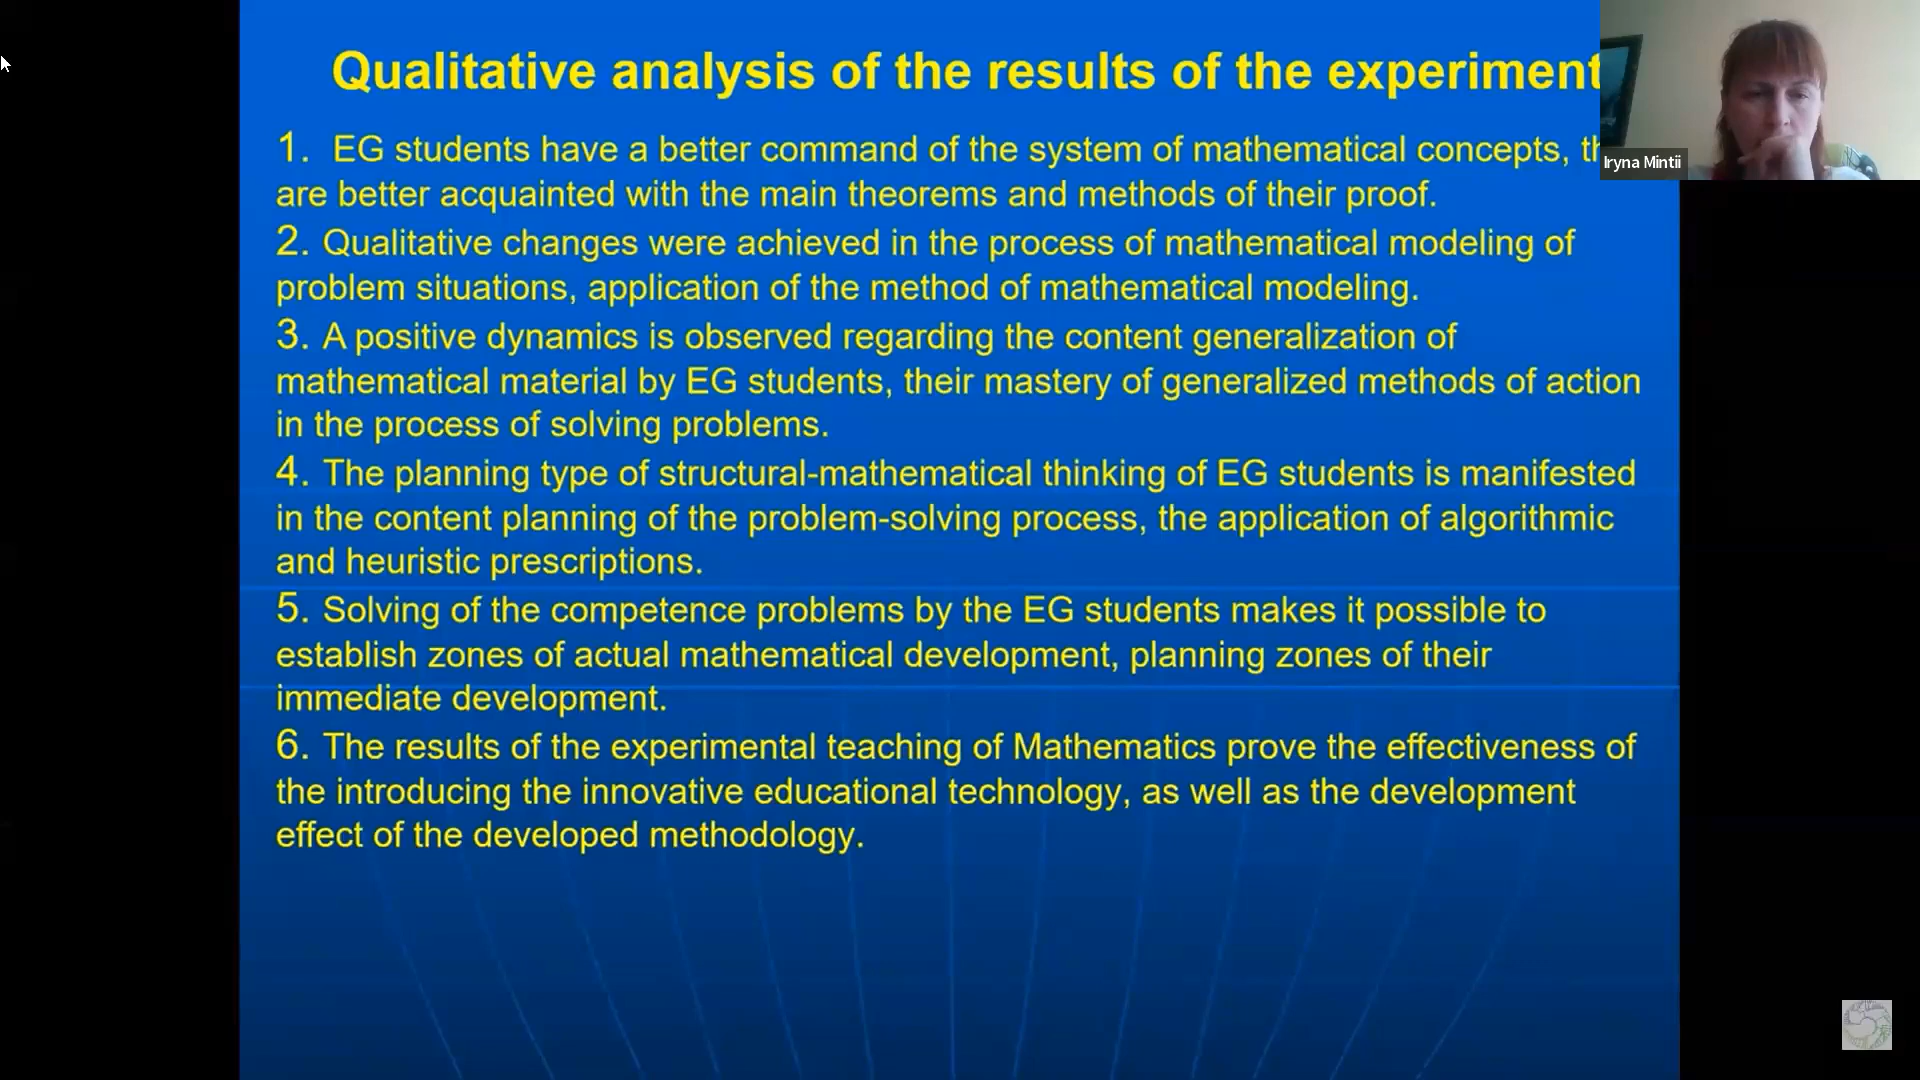 Qualitative analysis of the results of the experiment
1. EG students have a better command of the system of mathematical concepts,
are better acquainted with the main theorems and methods of their proof.
2. Qualitative changes were achieved in the process of mathematical modeling of
problem situations, application of the method of mathematical modeling.
3. A positive dynamics is observed regarding the content generalization of
mathematical material by EG students, their mastery of generalized methods of action
in the process of solving problems.
4. The planning type of structural-mathematical thinking of EG students is manifested
in the content planning of the problem-solving process, the application of algorithmic
and heuristic prescriptions.
5. Solving of the competence problems by the EG students makes it possible to
establish zones of actual mathematical development, planning zones of their
immediate development.
6. The results of the experimental teaching of Mathematics prove the effectiveness of
the introducing the innovative educational technology, as well as the development
effect of the developed methodology.
Iryna Mintii